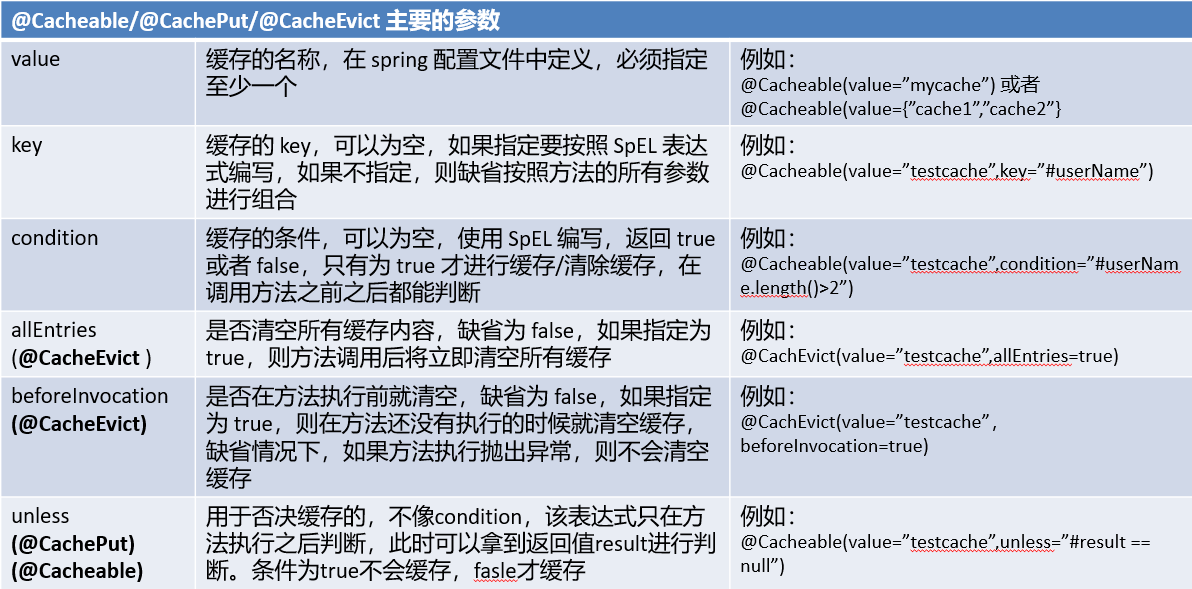 @Cacheable/@CachePut/@CacheEvict 主要的参数
value
缓存的名称，在 spring 配置文件中定义，必须指定
至少一个
例如：
@Cacheable(value=”mycache”) 或者
@Cacheable(value={”cache1”,”cache2”}
key
缓存的 key，可以为空，如果指定要按照 SpEL 表达
式编写，如果不指定，则缺省按照方法的所有参数
进行组合
例如：
@Cacheable(value=”testcache”,key=”#userName”)
condition
缓存的条件，可以为空，使用 SpEL 编写，返回 true
或者 false，只有为 true 才进行缓存/清除缓存，在
调用方法之前之后都能判断
例如：
@Cacheable(value=”testcache”,condition=”#userNam
e.length()>2”)
allEntries
(@CacheEvict )
是否清空所有缓存内容，缺省为 false，如果指定为
true，则方法调用后将立即清空所有缓存
例如：
@CachEvict(value=”testcache”,allEntries=true)
beforeInvocation
(@CacheEvict)
是否在方法执行前就清空，缺省为 false，如果指定
为 true，则在方法还没有执行的时候就清空缓存，
缺省情况下，如果方法执行抛出异常，则不会清空
缓存
例如：
@CachEvict(value=”testcache”,
beforeInvocation=true)
unless
(@CachePut)
(@Cacheable)
用于否决缓存的，不像condition，该表达式只在方
法执行之后判断，此时可以拿到返回值result进行判
断。条件为true不会缓存，fasle才缓存
例如：
@Cacheable(value=”testcache”,unless=”#result ==
null”)